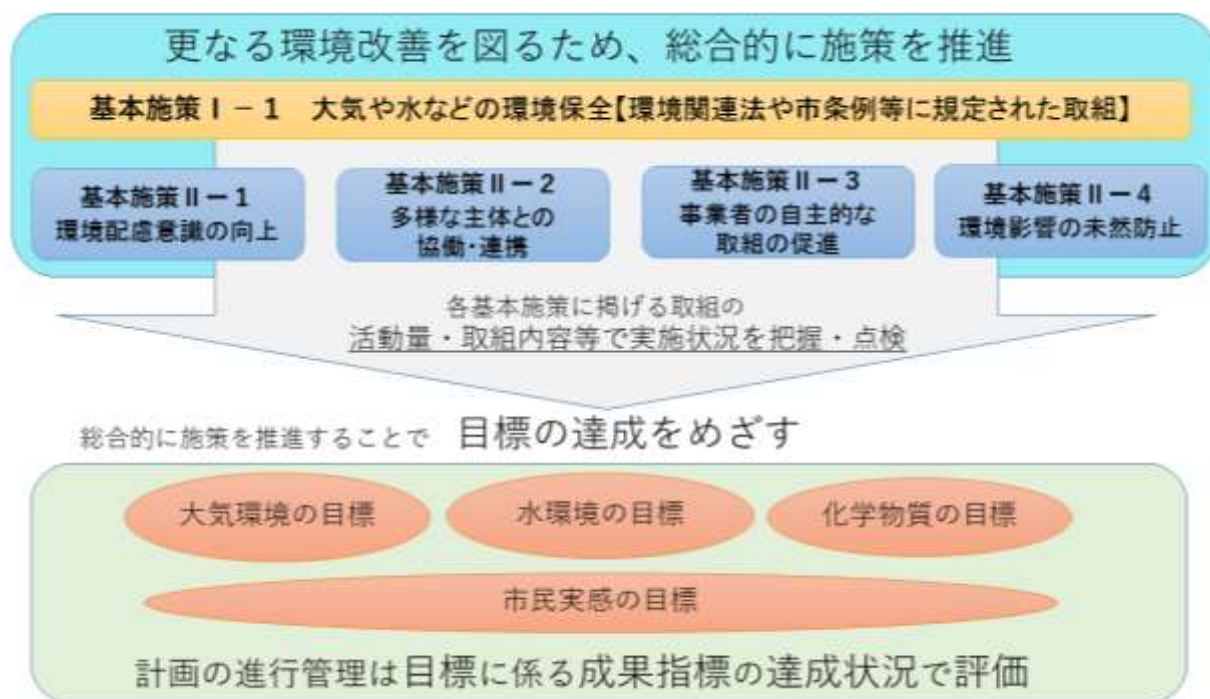 更なる環境改善を図るため、総合的に施策を推進
基本施策Ⅰ－１　大気や水などの環境保全【環境関連法や市条例等に規定された取組】
基本施策Ⅱー１
環境配慮意識の向上
基本施策Ⅱー２
多様な主体との
協働・連携
基本施策Ⅱー３
事業者の自主的な
取組の促進
基本施策Ⅱー４
環境影響の未然防止
各基本施策に掲げる取組の
活動量・取組内容等で実施状況を把握・点検
総合的に施策を推進することで　目標の達成をめざす
大気環境の目標
水環境の目標
化学物質の目標
市民実感の目標
計画の進行管理は目標に係る成果指標の達成状況で評価